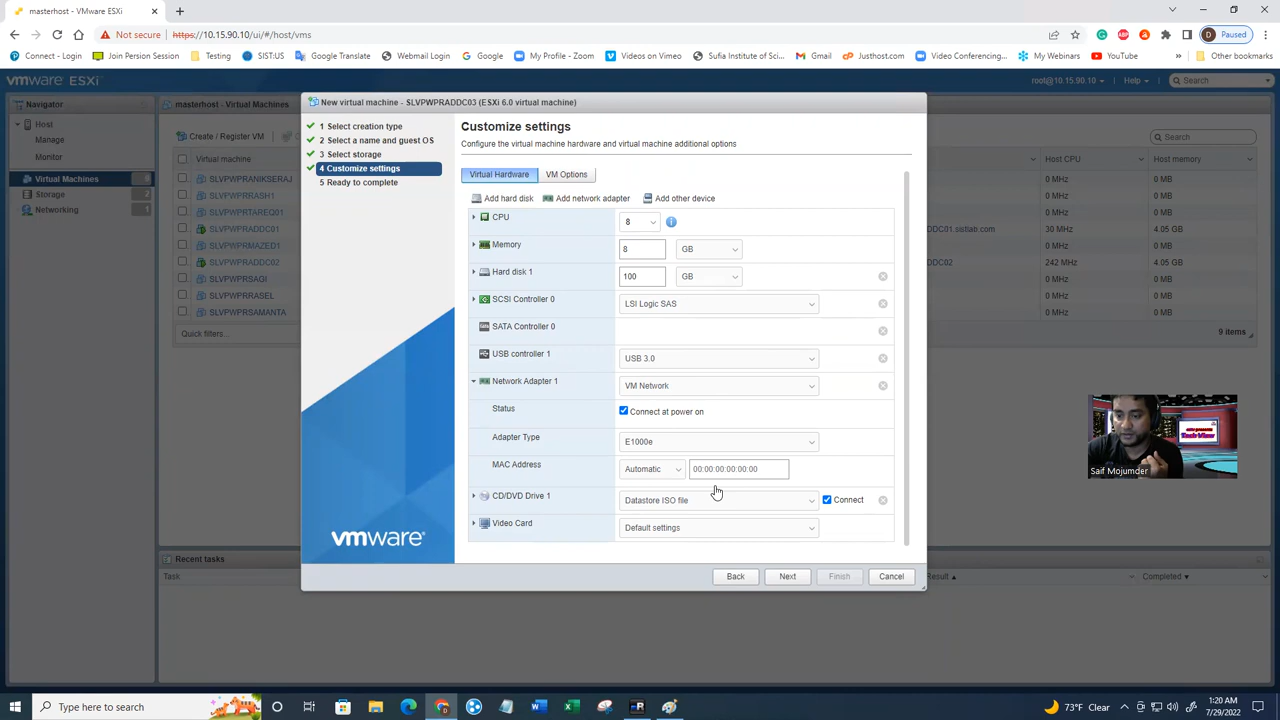 masterhost - VMware ESXi
Not secure https://10.15.90.10/ui/#/host/vms Paused
Connect - Login Join Persion Session Testing SIST:US Google Translate Webmail Login Google My Profile - Zoom Videos on Vimeo Sufia Institute of Sci... Gmail Justhost.com Video Conferencing... My Webinars YouTube » Other bookmarks
vmware ESXi root@10.15.90.10 Help Search
Navigator masterhost - Virtual Machines
Host
Manage
Monitor
Virtual Machines 9
Storage 2
Networking
Create / Register VM Search
Virtual machine Host CPU Host memory
SLVPWPRANIKSERAJ 0 MHz 0 MB
SLVPWPRRASH1 0 MHz 0 MB
SLVPWPRTAREQ01 0 MHz 0 MB
SLVPWPRADDC01 DC01.sistlab.com 30 MHz 4.05 GB
SLVPWPRMAZED1 0 MHz 0 MB
SLVPWPRADDC02 DC02 242 MHz 4.05 GB
SLVPWPRSAGI 0 MHz 0 MB
SLVPWPRRASEL 0 MHz 0 MB
SLVPWPRSAMANTA 0 MHz 0 MB
Quick filters... 9 items
New virtual machine - SLVPWPRADDC03 (ESXi 6.0 virtual machine)
1 Select creation type
2 Select a name and guest OS
3 Select storage
4 Customize settings
5 Ready to complete
vmware
Customize settings
Configure the virtual machine hardware and virtual machine additional options
Virtual Hardware VM Options
Add hard disk Add network adapter Add other device
CPU 8
Memory 8 GB
Hard disk 1 100 GB
SCSI Controller 0 LSI Logic SAS
SATA Controller 0
USB controller 1 USB 3.0
Network Adapter 1 VM Network
Status Connect at power on
Adapter Type E1000e
MAC Address Automatic 00:00:00:00:00:00
CD/DVD Drive 1 Datastore ISO file Connect
Video Card Default settings
Back Next Finish Cancel
Recent tasks
Task Result Completed
TechView
Saif Mojumder
Type here to search
73°F Clear
1:20 AM
7/29/2022